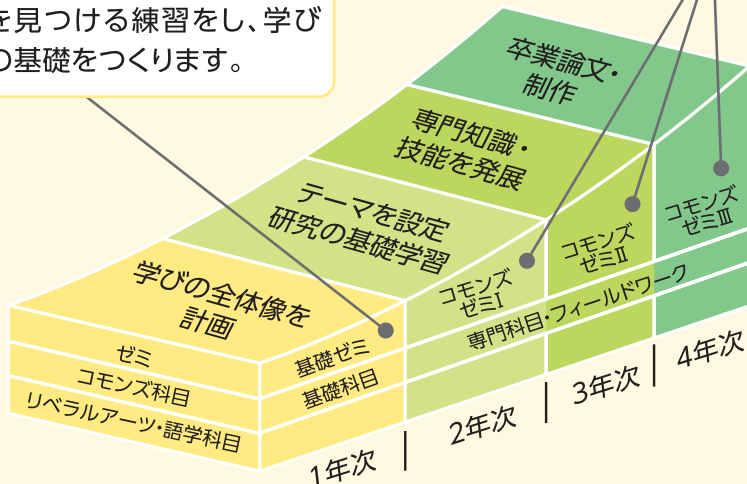 を見つける練習をし、学び
の基礎をつくります。
卒業論文・
制作
専門知識・
技能を発展
テーマを設定
研究の基礎学習
学びの全体像を
計画
コモンズ
ゼミⅢ
コモンズ
ゼミⅡ
コモンズ
ゼミⅠ
基礎ゼミ
専門科目・フィールドワーク
基礎科目
ゼミ
コモンズ科目
リベラルアーツ・語学科目
1年次
2年次
3年次
4年次